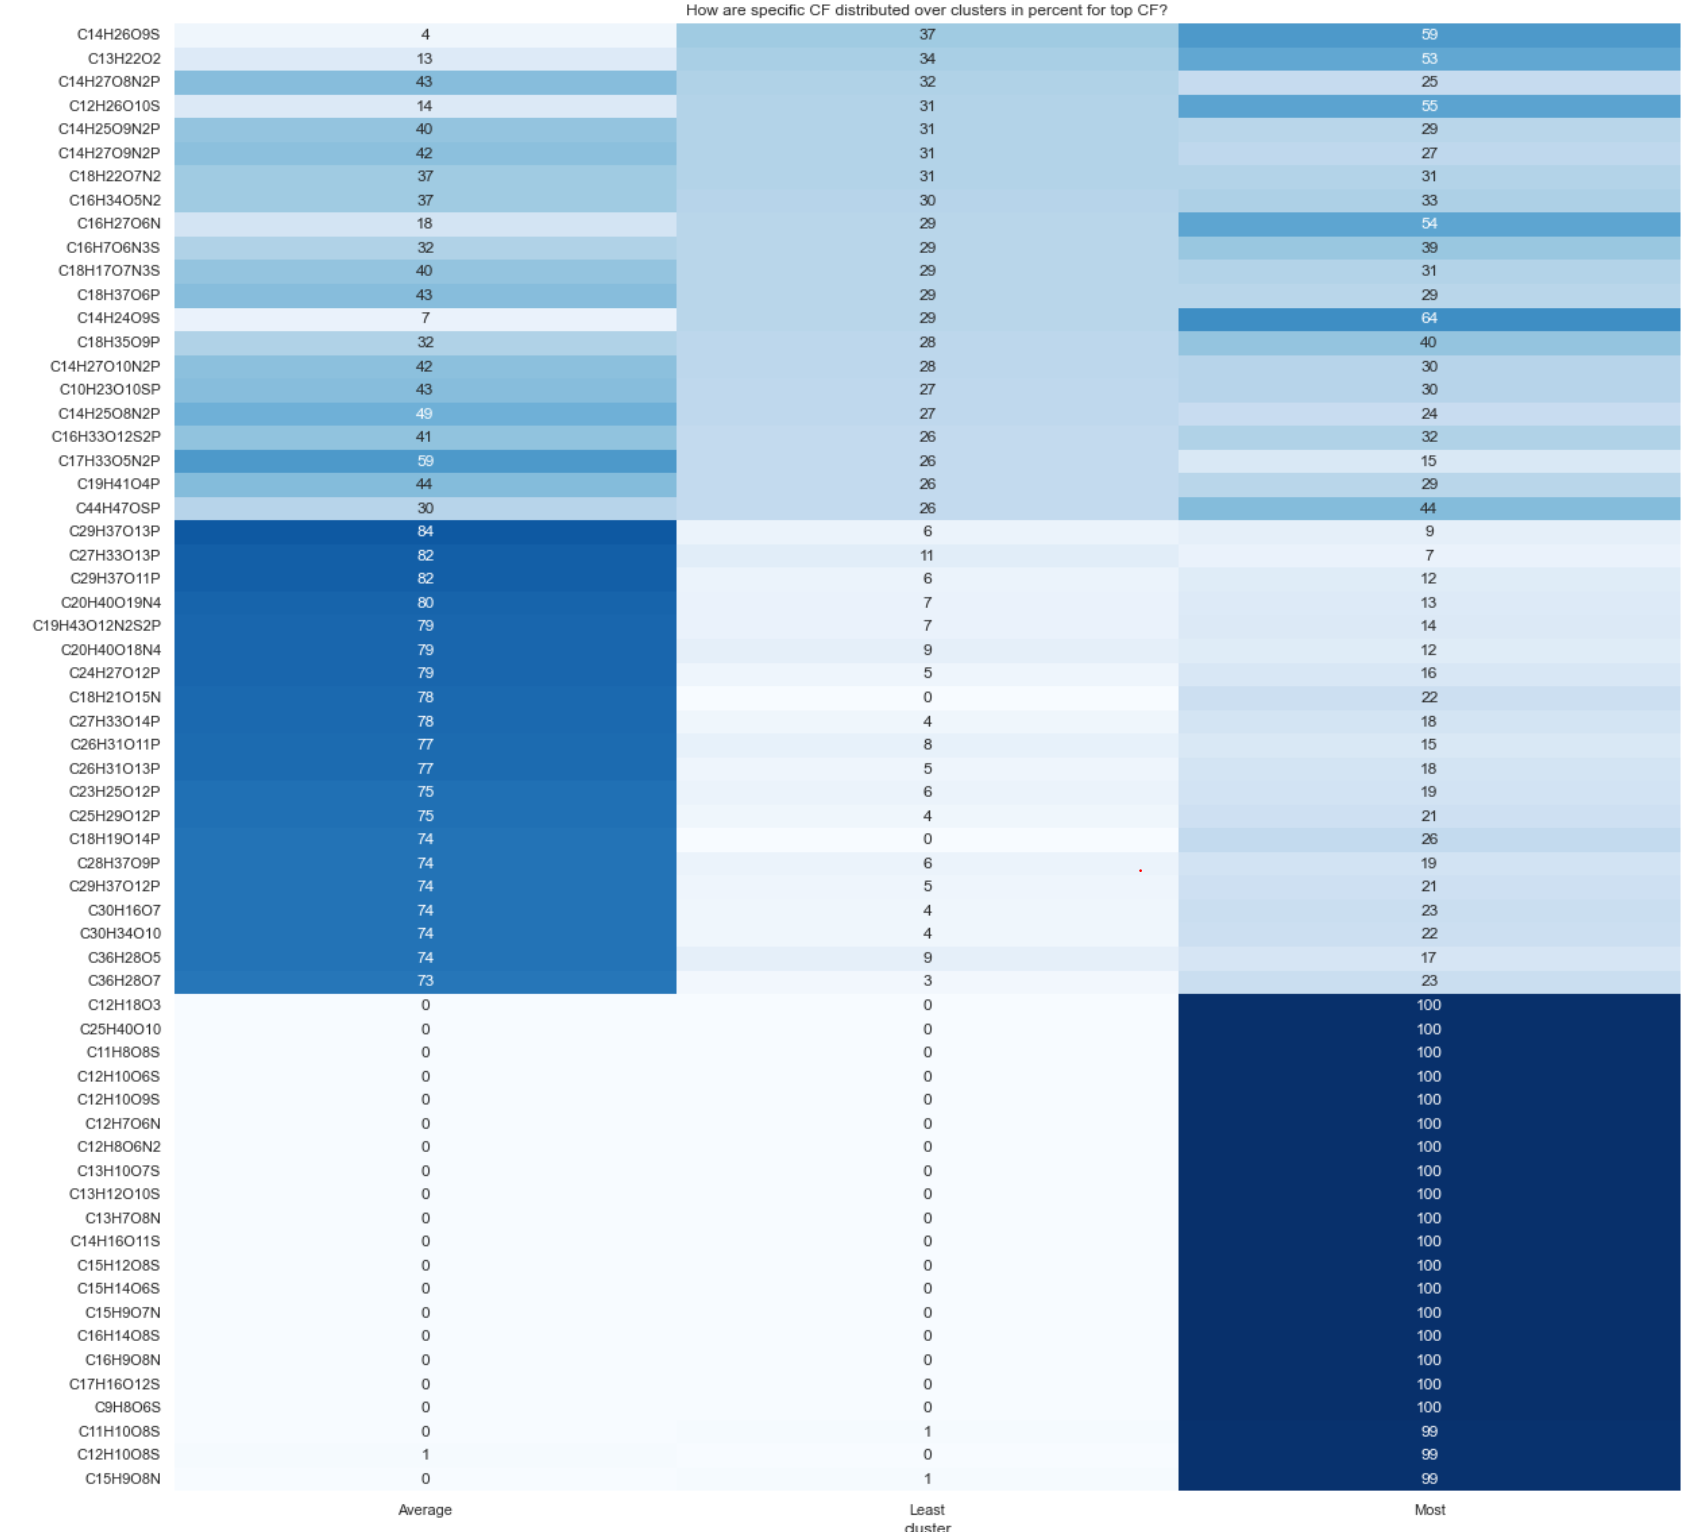 How are specific CF distributed over clusters in percent for top CF?
C14H26O9S 4 37 59
C13H22O2 13 34 53
C14H27O8N2P 43 32 25
C12H26O10S 14 31 55
C14H25O9N2P 40 31 29
C14H27O9N2P 42 31 27
C18H22O7N2 37 31 31
C16H34O5N2 37 30 33
C16H27O6N 18 29 54
C16H7O6N3S 32 29 39
C18H17O7N3S 40 29 31
C18H37O6P 43 29 29
C14H24O9S 7 29 64
C18H35O9P 32 28 40
C14H27O10N2P 42 28 30
C10H23O10SP 43 27 30
C14H25O8N2P 49 27 24
C16H33O12S2P 41 26 32
C17H33O5N2P 59 26 15
C19H41O4P 44 26 29
C44H47OSP 30 26 44
C29H37O13P 84 6 9
C27H33O13P 82 11 7
C29H37O11P 82 6 12
C20H40O19N4 80 7 13
C19H43O12N2S2P 79 7 14
C20H40O18N4 79 9 12
C24H27O12P 79 5 16
C18H21O15N 78 0 22
C27H33O14P 78 4 18
C26H31O11P 77 8 15
C26H31O13P 77 5 18
C23H25O12P 75 6 19
C25H29O12P 75 4 21
C18H19O14P 74 0 26
C28H37O9P 74 6 19
C29H37O12P 74 5 21
C30H16O7 74 4 23
C30H34O10 74 4 22
C36H28O5 74 9 17
C36H28O7 73 3 23
C12H18O3 0 0 100
C25H40O10 0 0 100
C11H8O8S 0 0 100
C12H10O6S 0 0 100
C12H10O9S 0 0 100
C12H7O6N 0 0 100
C12H8O6N2 0 0 100
C13H10O7S 0 0 100
C13H12O10S 0 0 100
C13H7O8N 0 0 100
C14H16O11S 0 0 100
C15H12O8S 0 0 100
C15H14O6S 0 0 100
C15H9O7N 0 0 100
C16H14O8S 0 0 100
C16H9O8N 0 0 100
C17H16O12S 0 0 100
C9H8O6S 0 0 100
C11H10O8S 0 1 99
C12H10O8S 1 0 99
C15H9O8N 0 1 99
Average Least Most
cluster